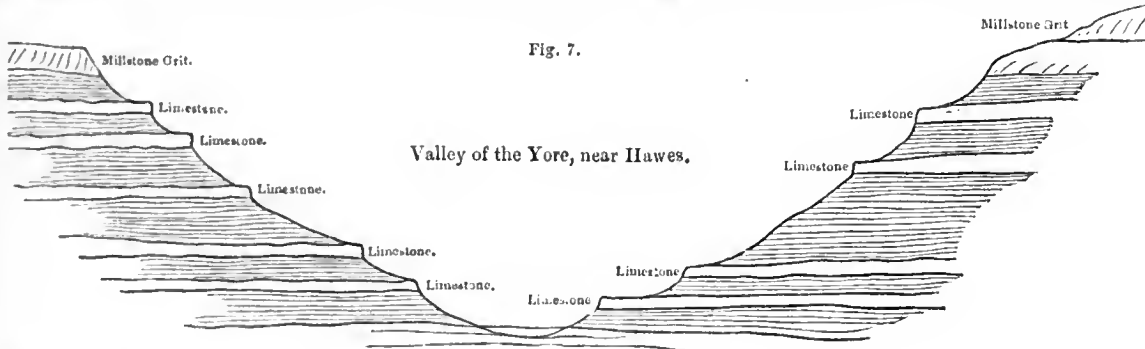 Millstone Grit
Fig. 7.
Millstone Grit.
Limestone.
Limestone
Limestone.
Valley of the Yore, near Hawes.
Limestone
Limestone.
Limestone.
Limestone
Limestone.
Limestone